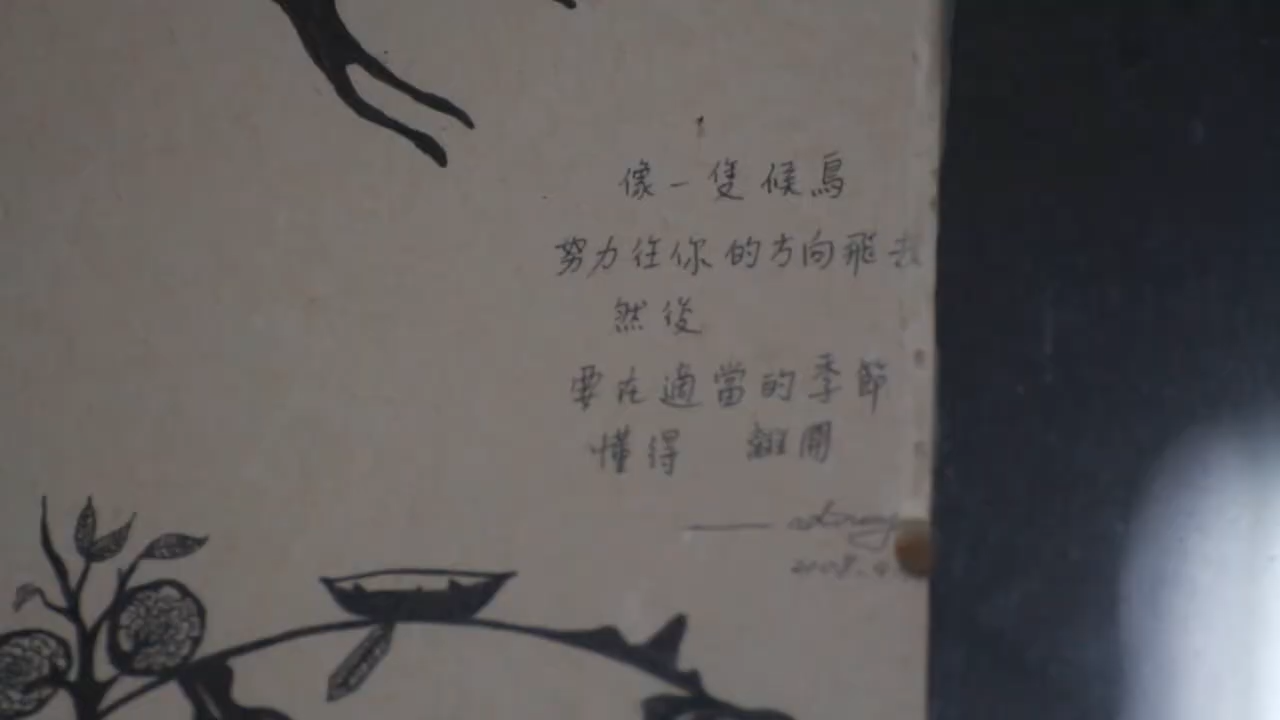 像一隻候鳥
努力往你的方向飛去
然後
要在適當的季節
懂得 離開